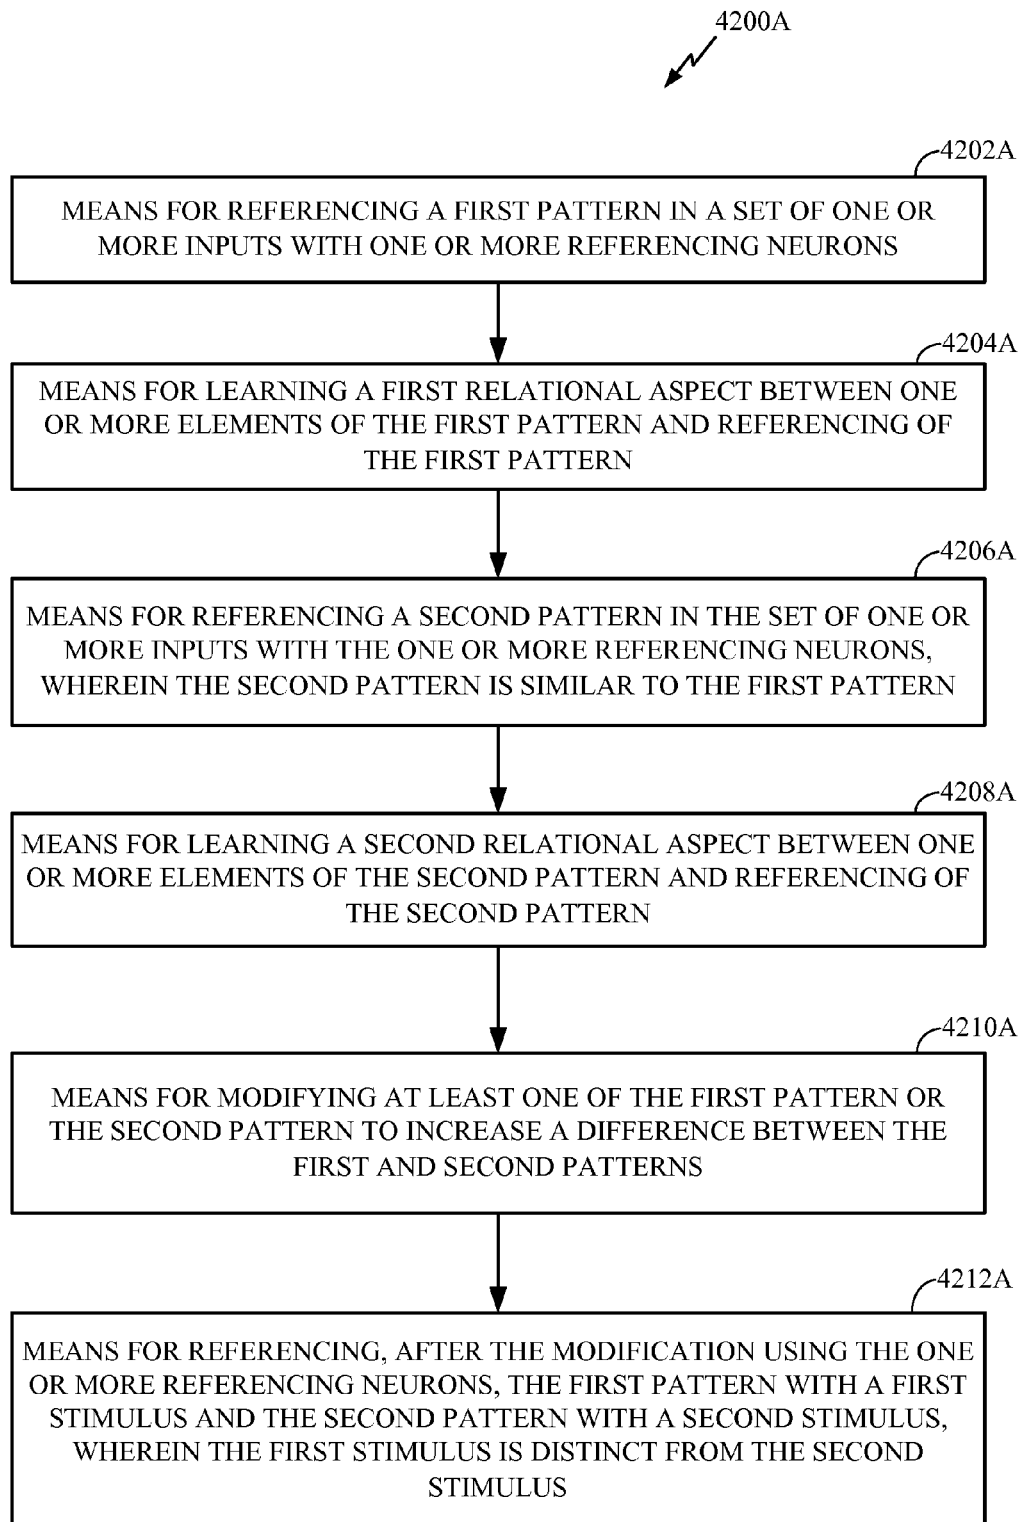 4200A
4202A
MEANS FOR REFERENCING A FIRST PATTERN IN A SET OF ONE OR
MORE INPUTS WITH ONE OR MORE REFERENCING NEURONS
4204A
MEANS FOR LEARNING A FIRST RELATIONAL ASPECT BETWEEN ONE
OR MORE ELEMENTS OF THE FIRST PATTERN AND REFERENCING OF
THE FIRST PATTERN
4206A
MEANS FOR REFERENCING A SECOND PATTERN IN THE SET OF ONE OR
MORE INPUTS WITH THE ONE OR MORE REFERENCING NEURONS,
WHEREIN THE SECOND PATTERN IS SIMILAR TO THE FIRST PATTERN
4208A
MEANS FOR LEARNING A SECOND RELATIONAL ASPECT BETWEEN ONE
OR MORE ELEMENTS OF THE SECOND PATTERN AND REFERENCING OF
THE SECOND PATTERN
4210A
MEANS FOR MODIFYING AT LEAST ONE OF THE FIRST PATTERN OR
THE SECOND PATTERN TO INCREASE A DIFFERENCE BETWEEN THE
FIRST AND SECOND PATTERNS
4212A
MEANS FOR REFERENCING, AFTER THE MODIFICATION USING THE ONE
OR MORE REFERENCING NEURONS, THE FIRST PATTERN WITH A FIRST
STIMULUS AND THE SECOND PATTERN WITH A SECOND STIMULUS,
WHEREIN THE FIRST STIMULUS IS DISTINCT FROM THE SECOND
STIMULUS